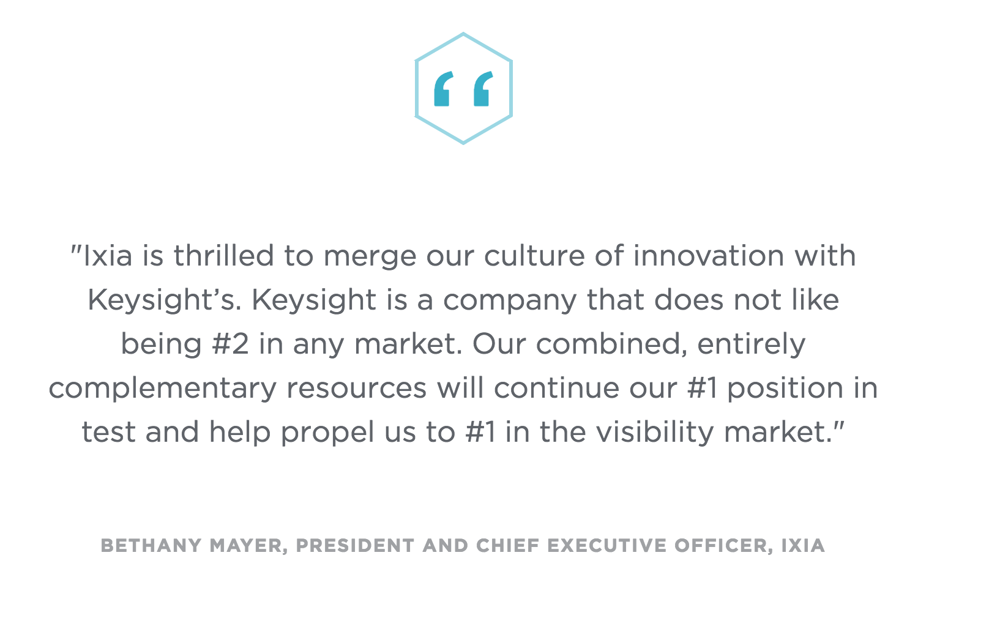 "Ixia is thrilled to merge our culture of innovation with
Keysight’s. Keysight is a company that does not like
being #2 in any market. Our combined, entirely
complementary resources will continue our #1 position in
test and help propel us to #1 in the visibility market."
BETHANY MAYER, PRESIDENT AND CHIEF EXECUTIVE OFFICER, IXIA